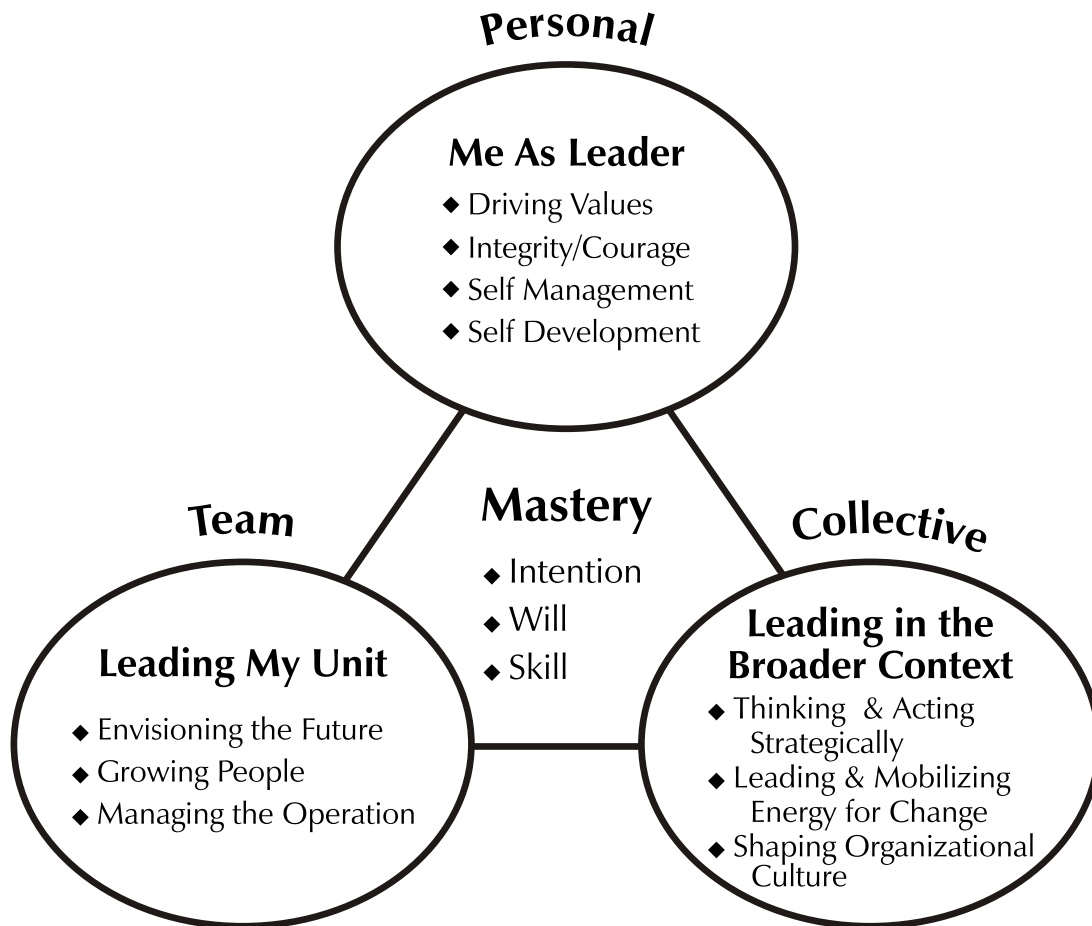 Personal
Me As Leader
◆ Driving Values
◆ Integrity/Courage
◆ Self Management
◆ Self Development
Mastery
◆ Intention
◆ Will
◆ Skill
Team
Leading My Unit
◆ Envisioning the Future
◆ Growing People
◆ Managing the Operation
Collective
Leading in the
Broader Context
◆ Thinking & Acting
Strategically
◆ Leading & Mobilizing
Energy for Change
◆ Shaping Organizational
Culture